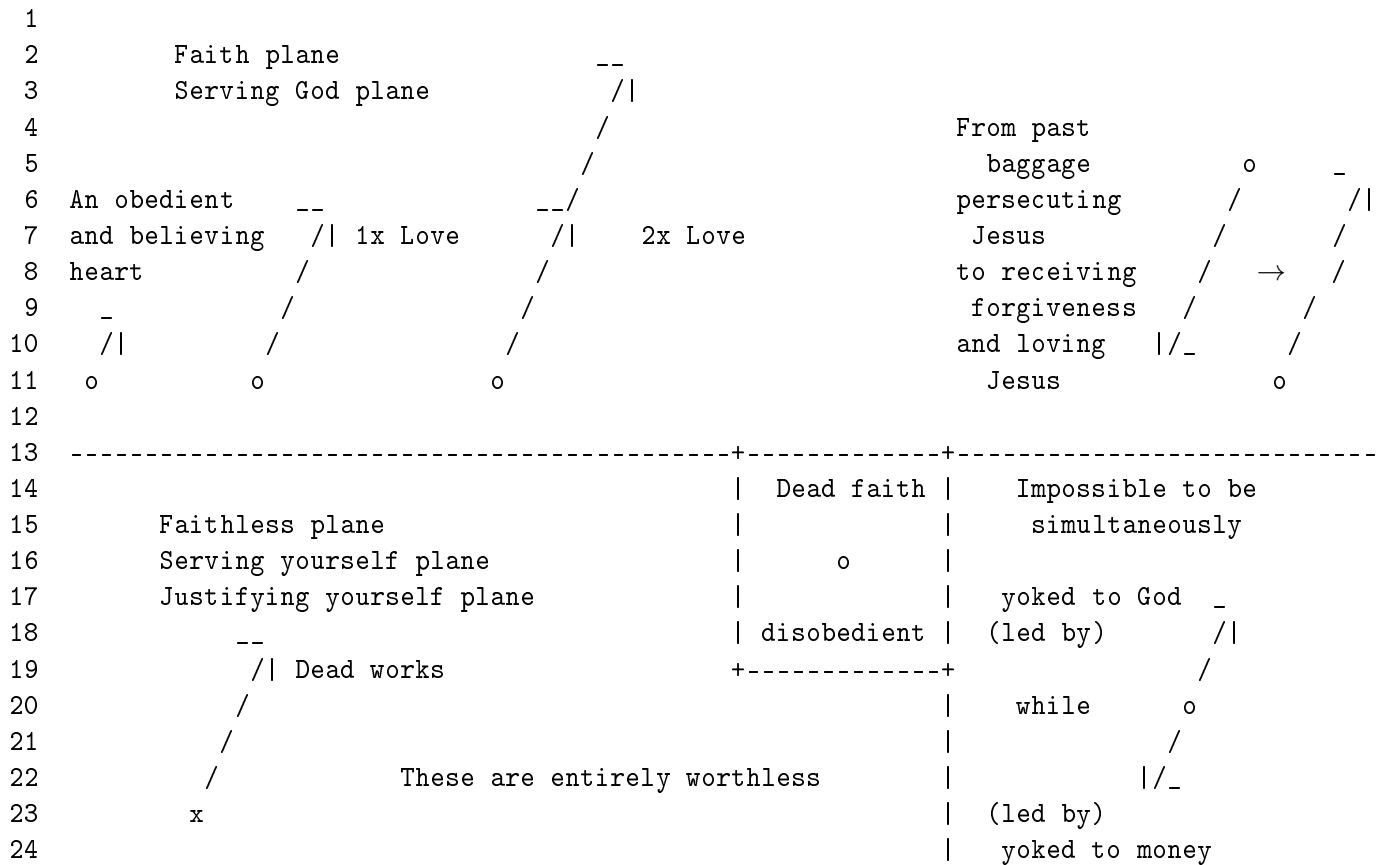 1
2         Faith plane                 __
3         Serving God plane            /|
4                                     /                       From past
5                                    /                          baggage          o     _
6  An obedient    __              __/                         persecuting       /       /|
7  and believing   /| 1x Love      /|    2x Love               Jesus           /       /
8  heart          /               /                           to receiving    /   →   /
9    _           /               /                             forgiveness   /       /
10   /|         /               /                             and loving   |/_      /
11  o          o               o                                Jesus              o
12
13 --------------------------------------------+-------------+----------------------------
14                                             |  Dead faith |    Impossible to be
15       Faithless plane                       |             |     simultaneously
16       Serving yourself plane                |      o      |
17       Justifying yourself plane             |             |   yoked to God  _
18            __                               | disobedient |  (led by)       /|
19             /| Dead works                   +-------------+                /
20            /                                              |    while      o
21           /                                               |              /
22          /            These are entirely worthless        |            |/_
23         x                                                 |  (led by)
24                                                           |   yoked to money